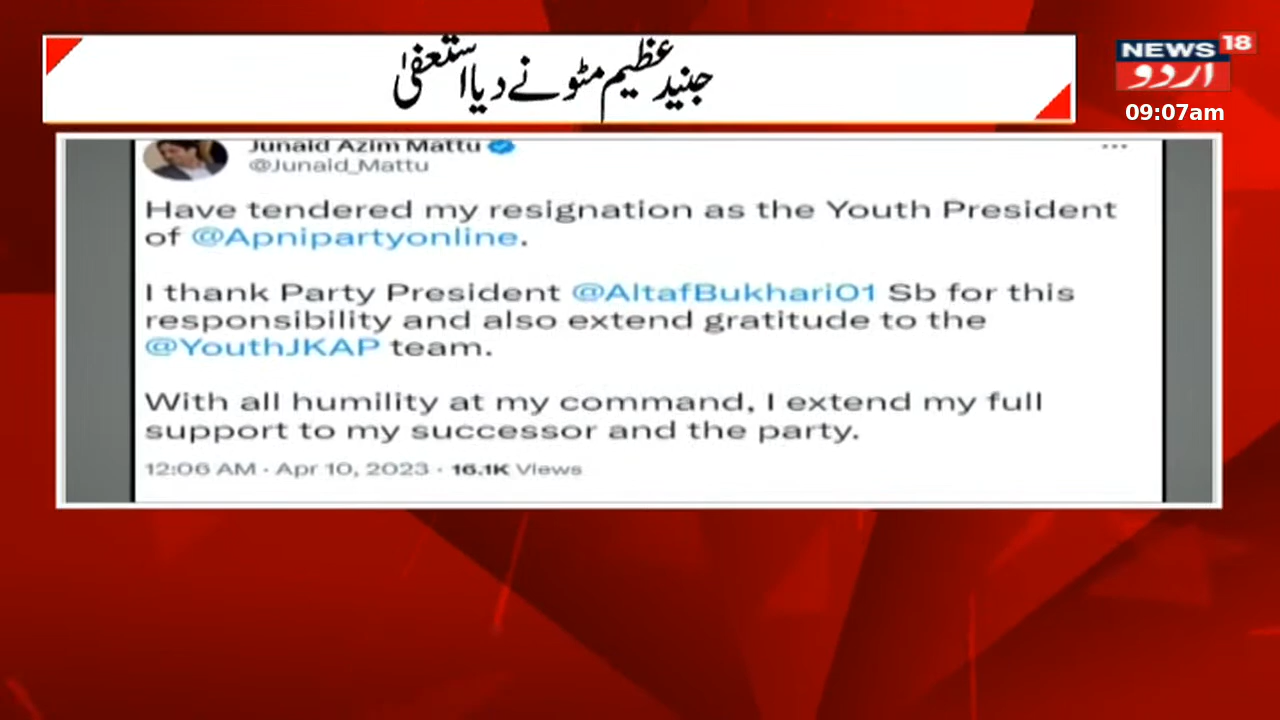 جنید عظیم مٹو نے دیا استعفیٰ
NEWS 18
اردو
09:07am
Junaid Azim Mattu
@Junaid_Mattu
Have tendered my resignation as the Youth President
of @Apnipartyonline.
I thank Party President @AltafBukhari01 Sb for this
responsibility and also extend gratitude to the
@YouthJKAP team.
With all humility at my command, I extend my full
support to my successor and the party.
12:06 AM · Apr 10, 2023 · 16.1K Views